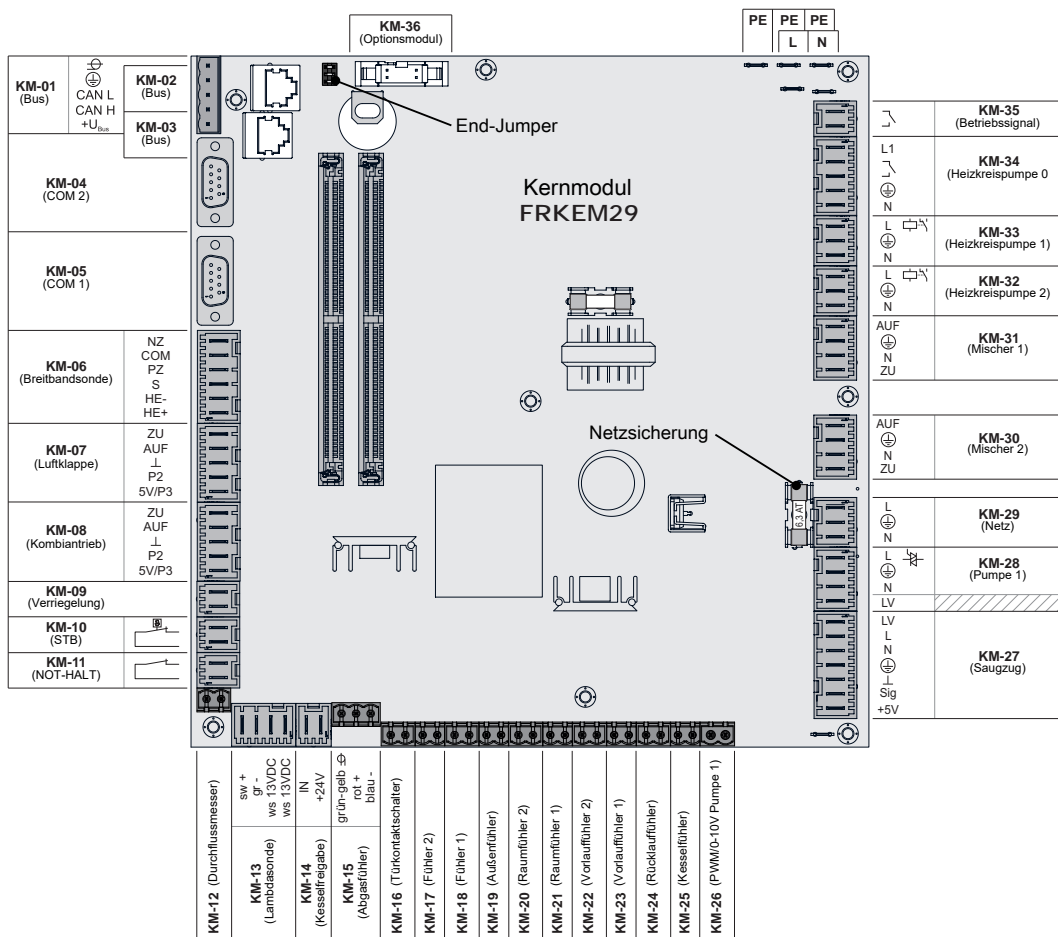 KM-36
(Optionsmodul)
PE PE PE
L N
KM-01
(Bus)
CAN L
CAN H
+U Bus
KM-02
(Bus)
KM-03
(Bus)
KM-04
(COM 2)
KM-05
(COM 1)
KM-06
(Breitbandsonde)
NZ
COM
PZ
S
HE-
HE+
KM-07
(Luftklappe)
ZU
AUF
⊥
P2
5V/P3
KM-08
(Kombiantrieb)
ZU
AUF
⊥
P2
5V/P3
KM-09
(Verriegelung)
KM-10
(STB)
KM-11
(NOT-HALT)
End-Jumper
Kernmodul
FRKEM29
Netzsicherung
6,3 AT
KM-35
(Betriebssignal)
L1
N
KM-34
(Heizkreispumpe 0
L
N
KM-33
(Heizkreispumpe 1)
L
N
KM-32
(Heizkreispumpe 2)
AUF
N
ZU
KM-31
(Mischer 1)
AUF
N
ZU
KM-30
(Mischer 2)
L
N
KM-29
(Netz)
L
N
LV
KM-28
(Pumpe 1)
LV
L
N
⊥
Sig
+5V
KM-27
(Saugzug)
KM-12 (Durchflussmesser)
sw +
gr -
ws 13VDC
ws 13VDC
KM-13
(Lambdasonde)
IN
+24V
KM-14
(Kesselfreigabe)
grün-gelb
rot +
blau -
KM-15
(Abgasfühler)
KM-16 (Türkontaktschalter)
KM-17 (Fühler 2)
KM-18 (Fühler 1)
KM-19 (Außenfühler)
KM-20 (Raumfühler 2)
KM-21 (Raumfühler 1)
KM-22 (Vorlauffühler 2)
KM-23 (Vorlauffühler 1)
KM-24 (Rücklauffühler)
KM-25 (Kesselfühler)
KM-26 (PWM/0-10V Pumpe 1)